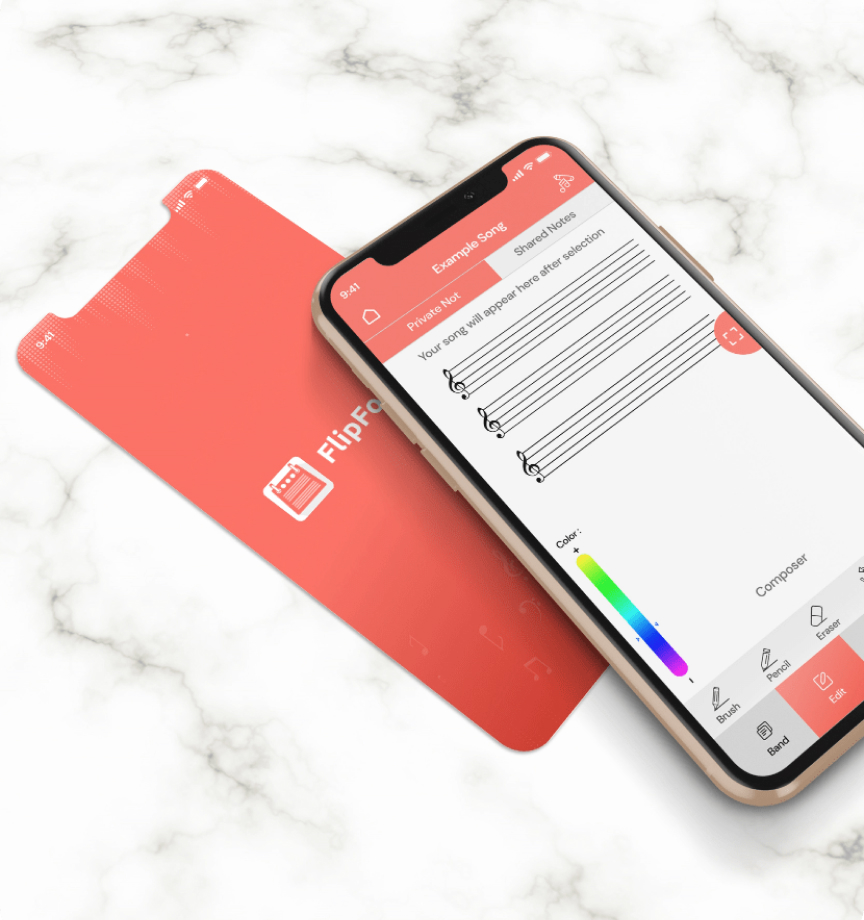 9:41
FlipFo
9:41
Example Song
Private Not
Shared Notes
Your song will appear here after selection
Color:
+
-
Composer
Brush
Pencil
Eraser
Band
Edit